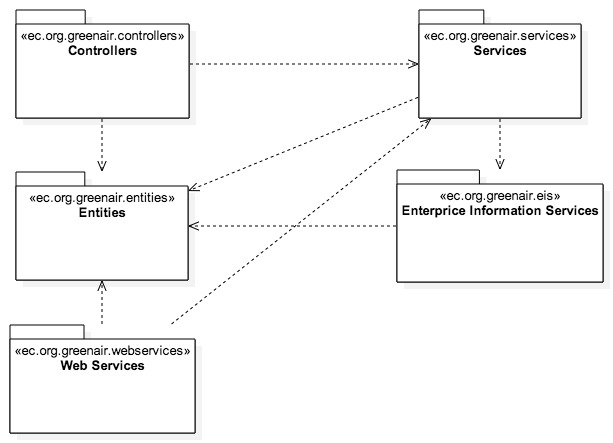 «ec.org.greenair.controllers»
Controllers
«ec.org.greenair.services»
Services
«ec.org.greenair.entities»
Entities
«ec.org.greenair.eis»
Enterprice Information Services
«ec.org.greenair.webservices»
Web Services